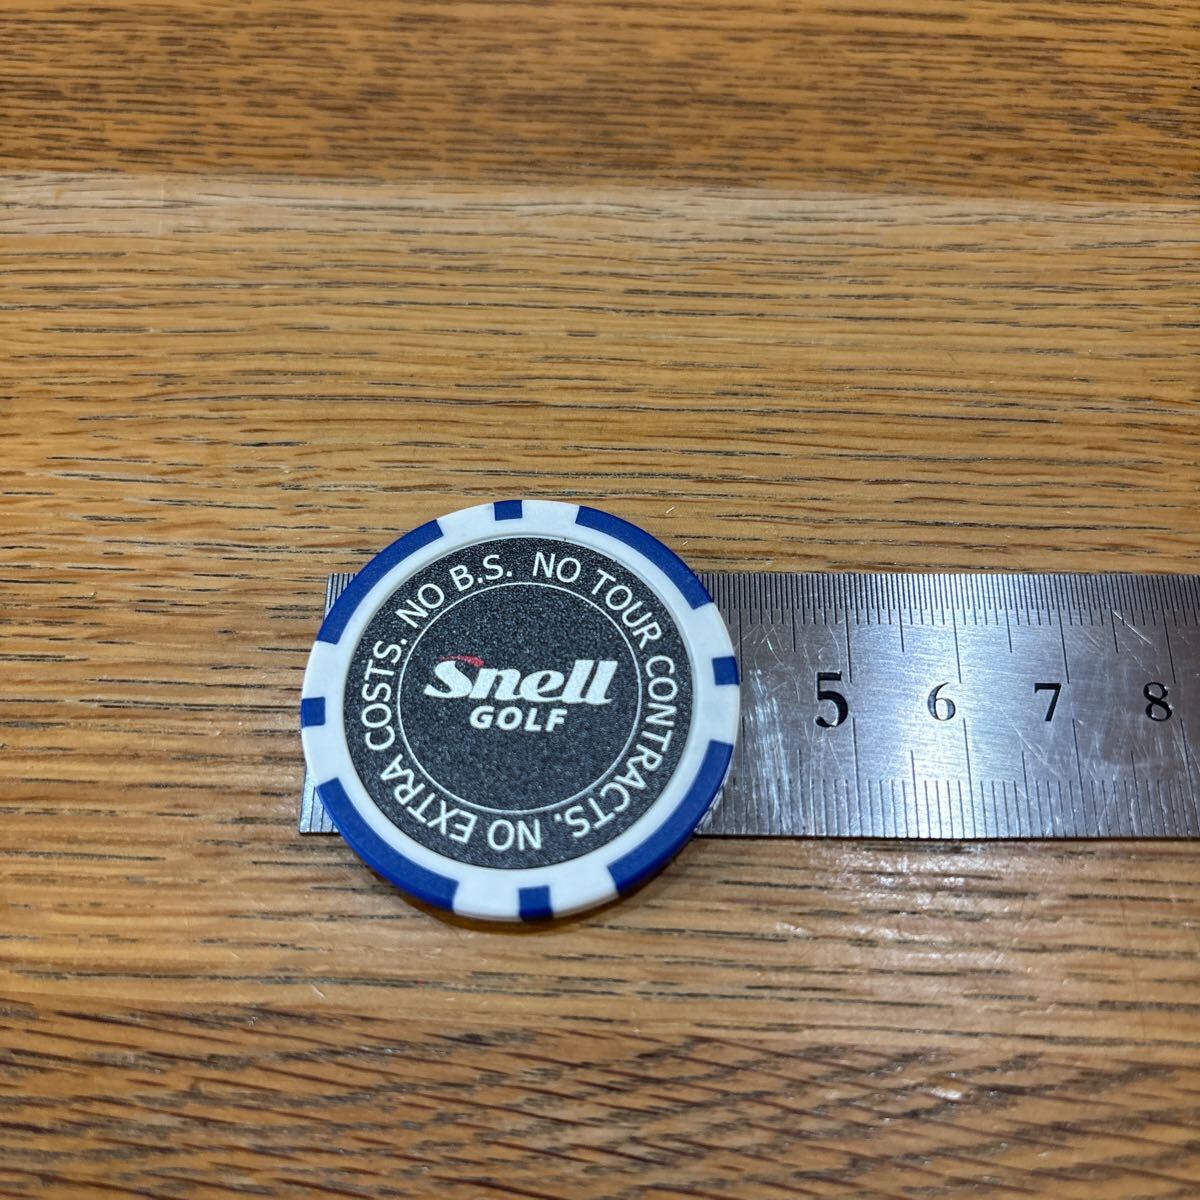 NO B.S. NO TOUR CONTRACTS. NO EXTRA COSTS.
Snell
GOLF
5 6 7 8